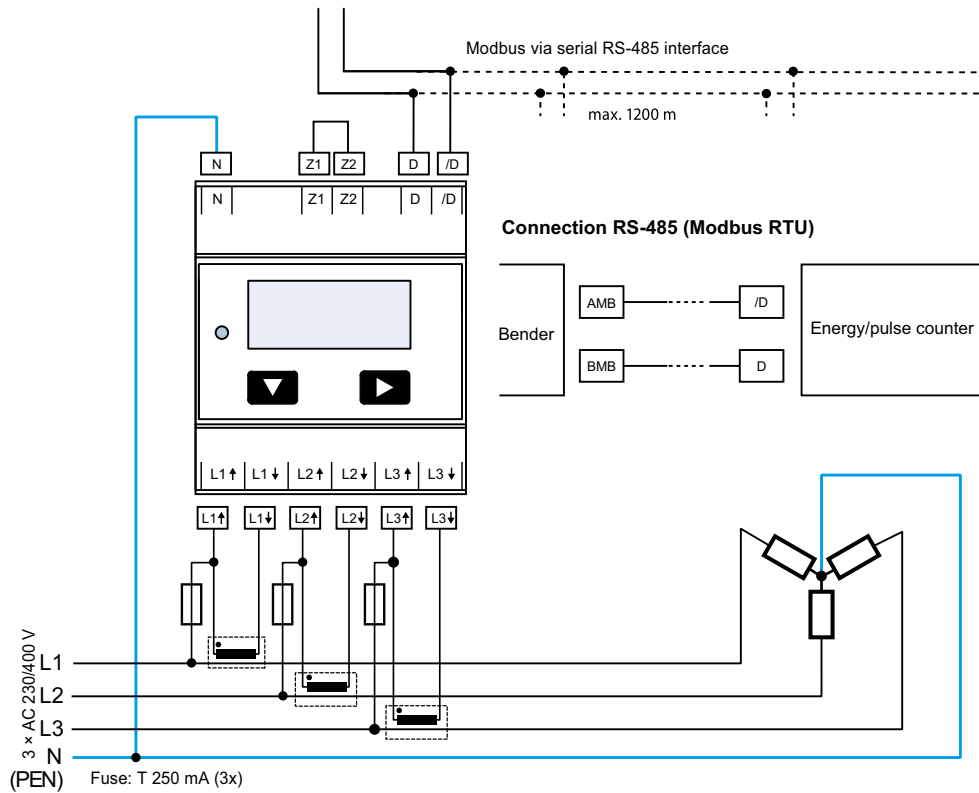 Modbus via serial RS-485 interface
max. 1200 m
N Z1 Z2 D /D
N Z1 Z2 D /D
Connection RS-485 (Modbus RTU)
AMB /D
Bender Energy/pulse counter
BMB D
L1↑ L1↓ L2↑ L2↓ L3↑ L3↓
L1↑ L1↓ L2↑ L2↓ L3↑ L3↓
3 × AC 230/400 V
L1
L2
L3
N
(PEN) Fuse: T 250 mA (3x)